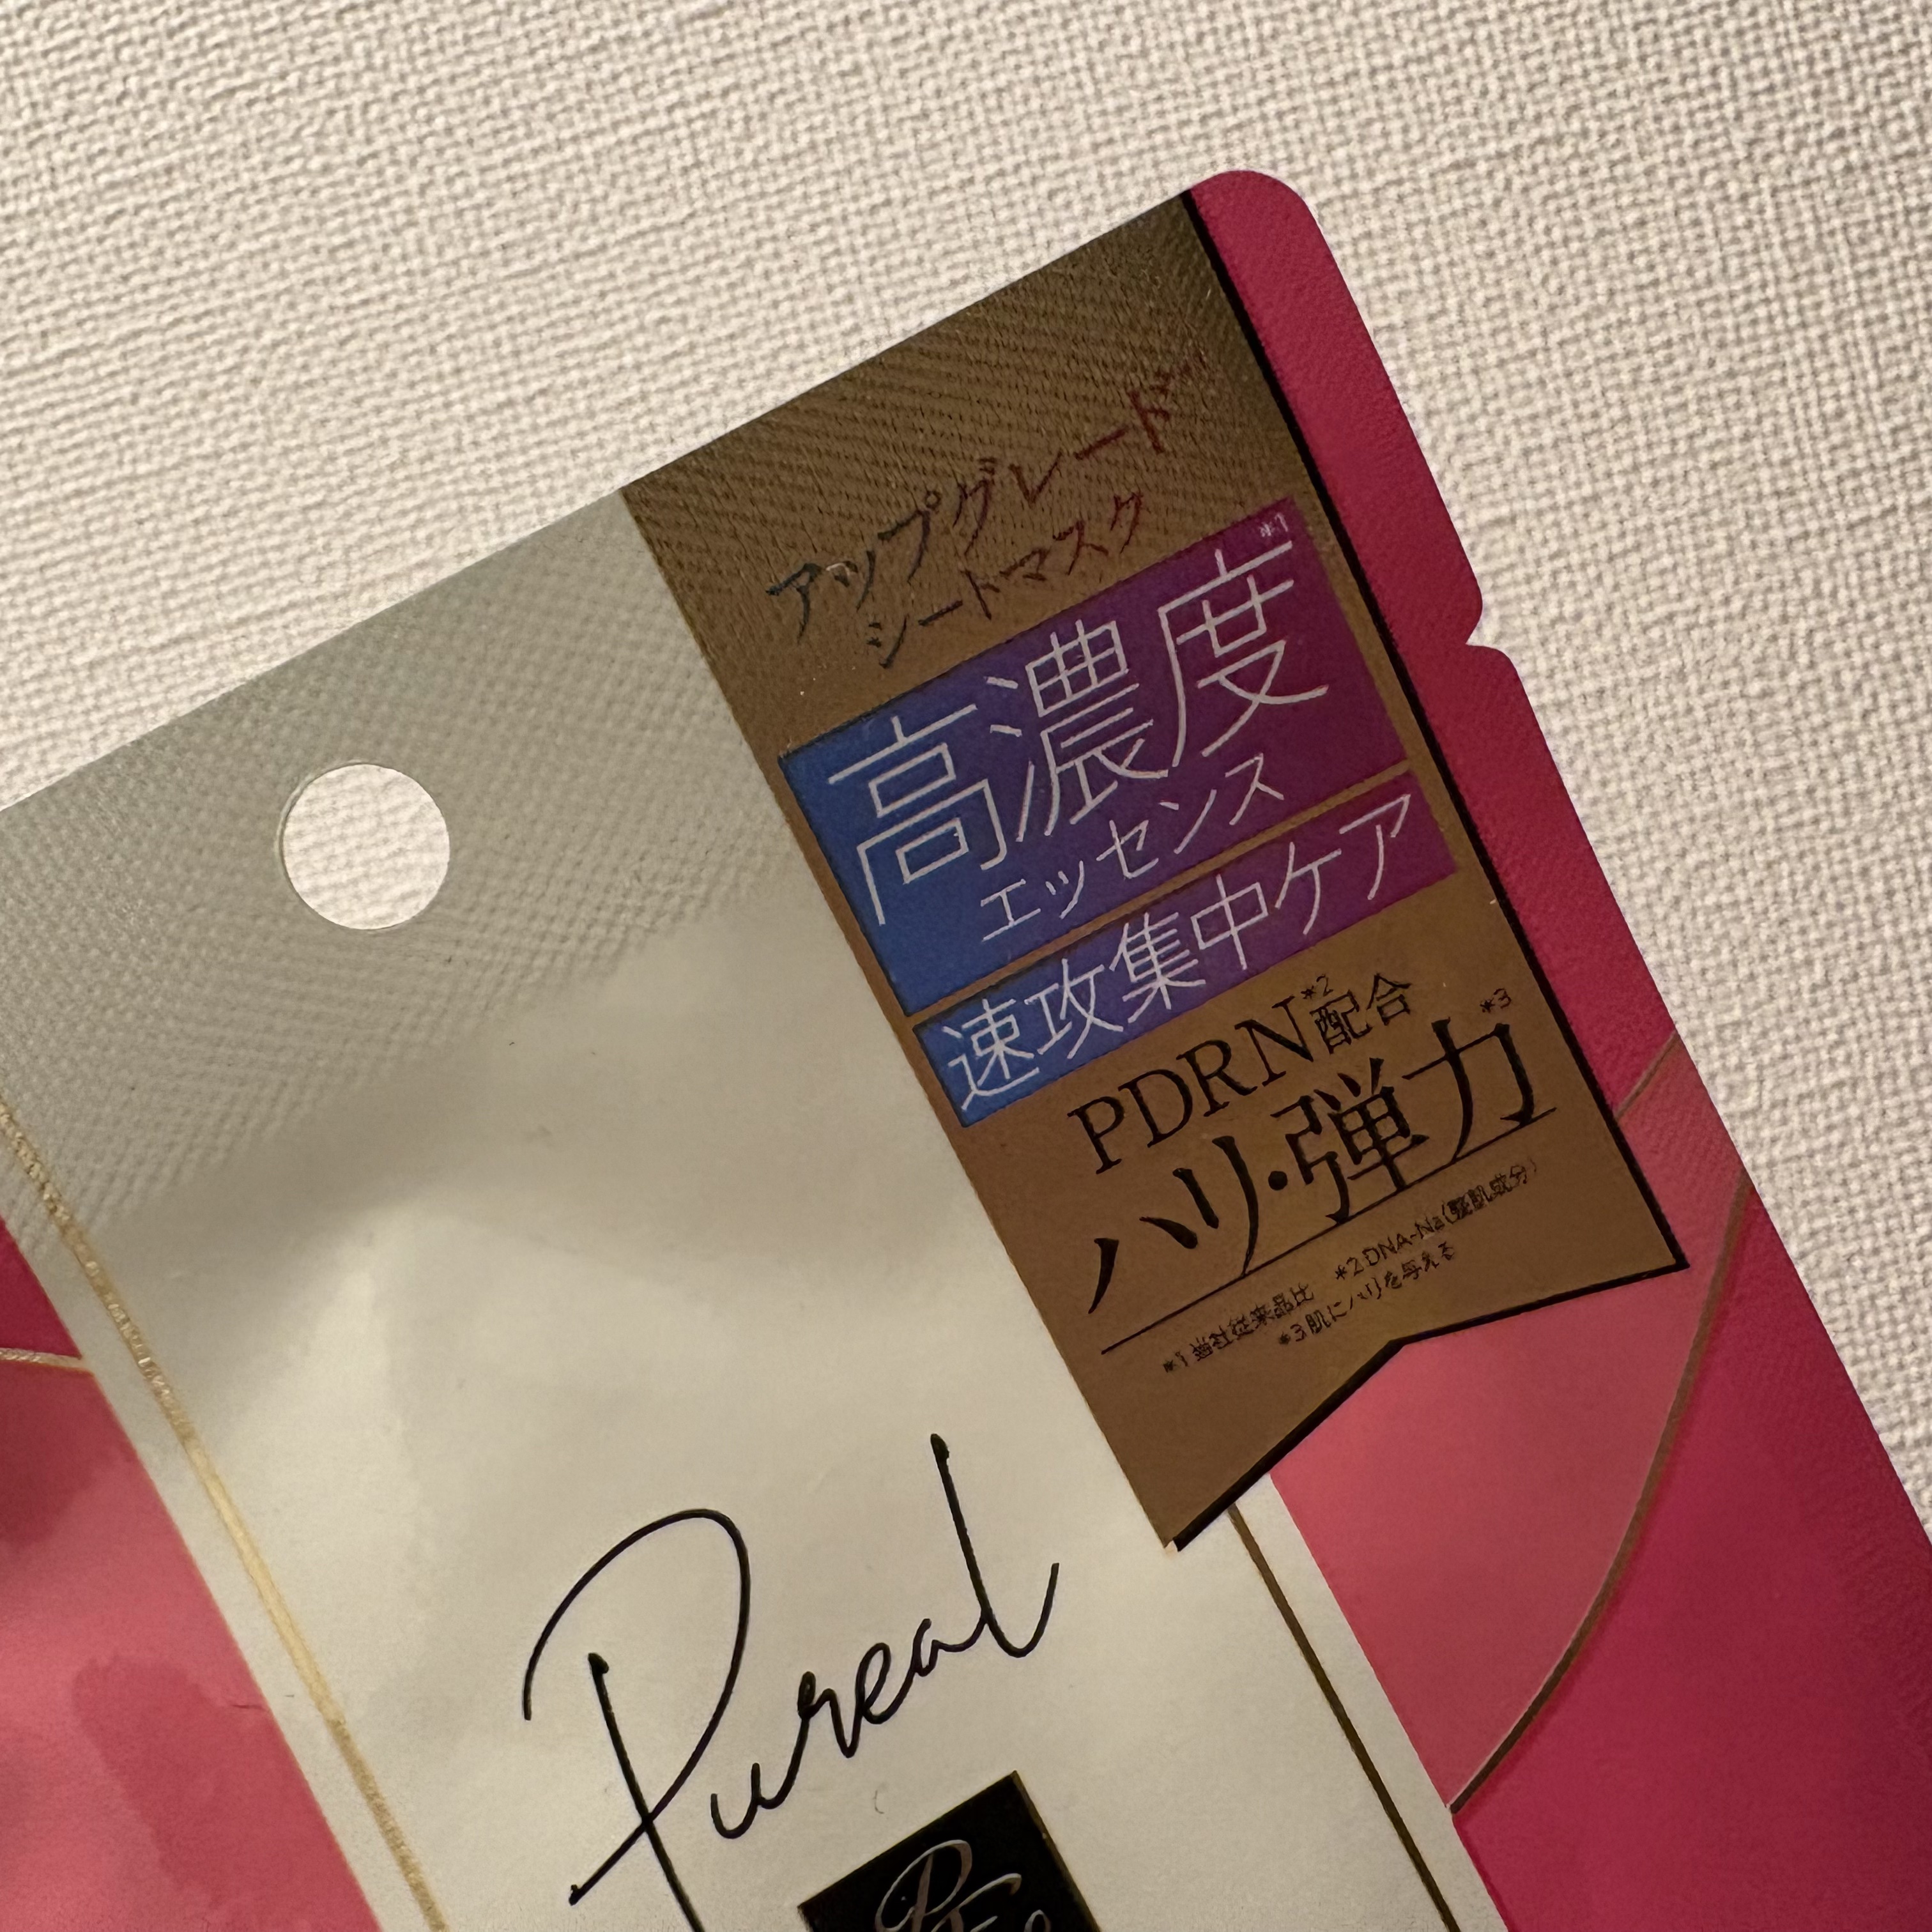 アップグレード*1
シートマスク
高濃度*1
エッセンス
速攻集中ケア
PDRN*2配合
ハリ・弾力*3
*1 当社従来品比 *2 DNA-Na(整肌成分)
*3 肌にハリを与える
Pureal